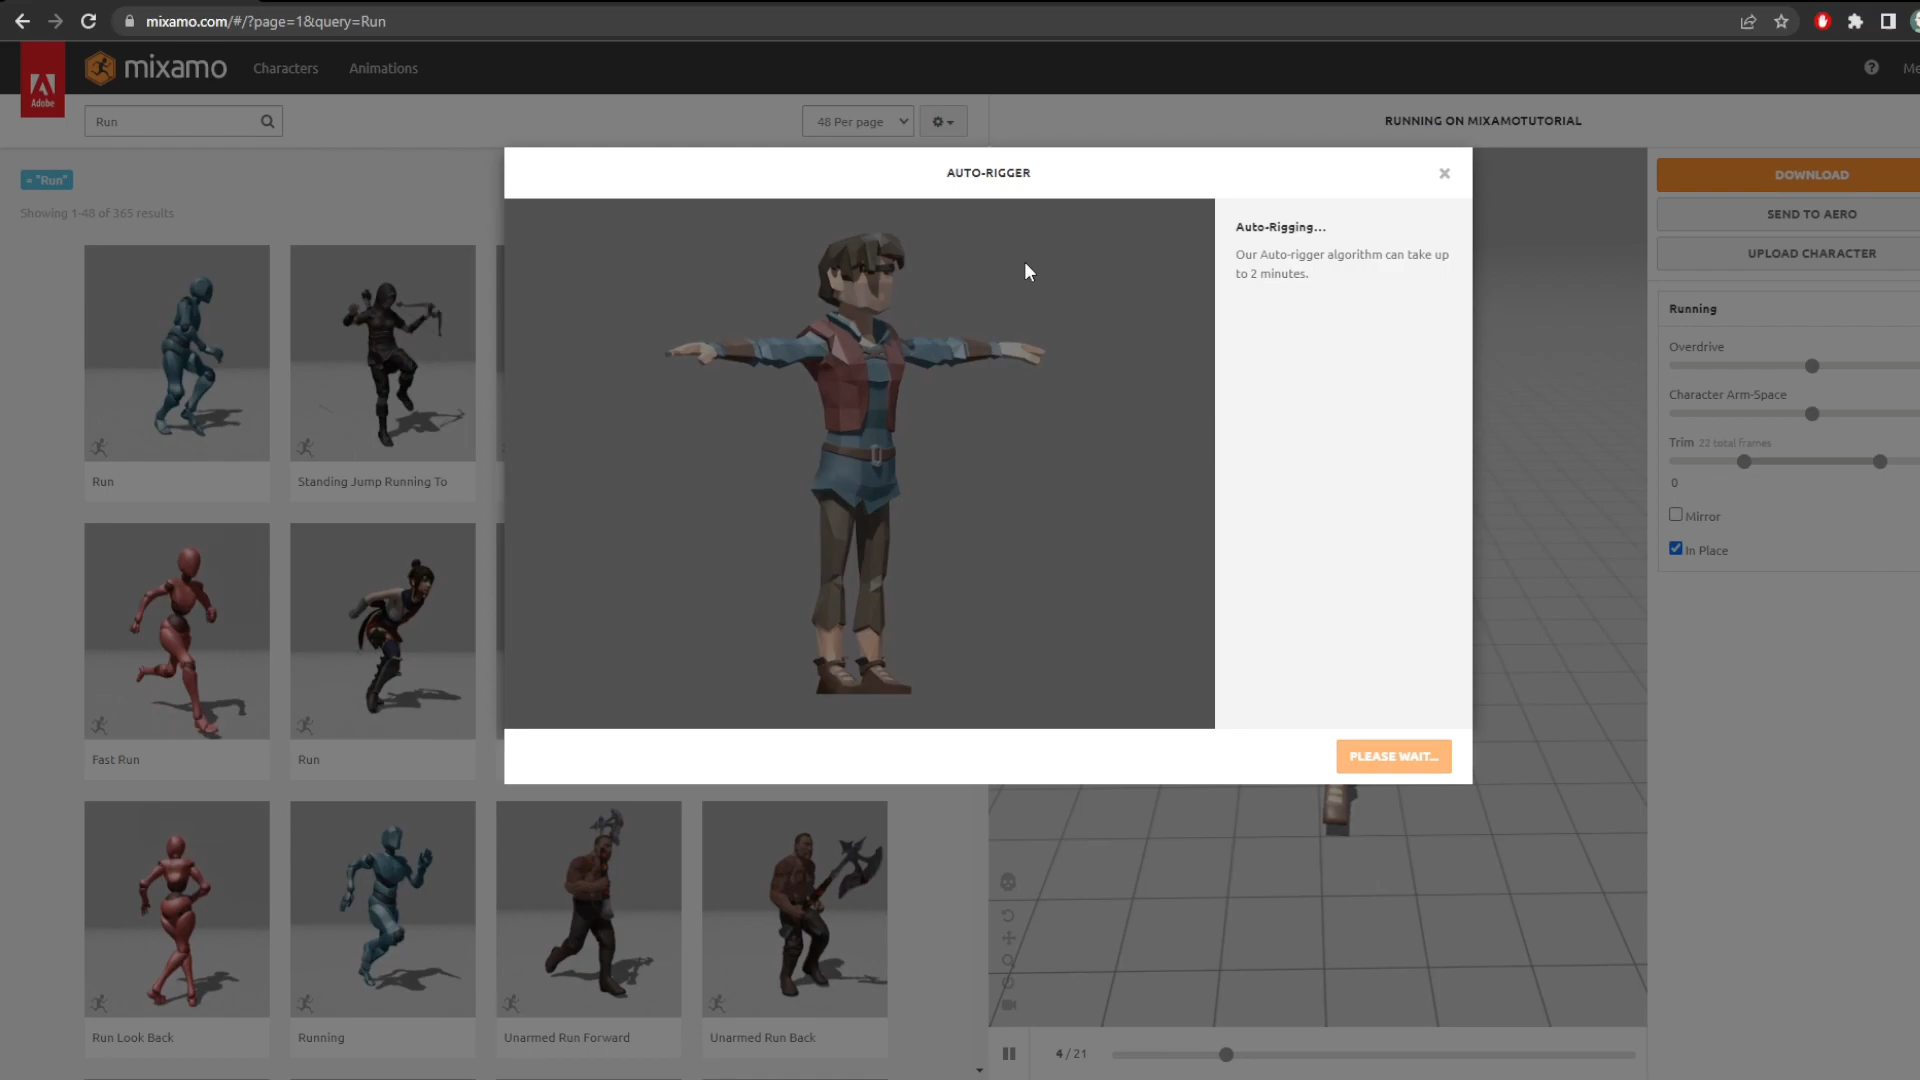 mixamo.com/#/?page=1&query=Run
Adobe
mixamo
Characters
Animations
Me
Run
48 Per page
RUNNING ON MIXAMOTUTORIAL
= "Run"
Showing 1-48 of 365 results
AUTO-RIGGER
Auto-Rigging...
Our Auto-rigger algorithm can take up
to 2 minutes.
PLEASE WAIT...
DOWNLOAD
SEND TO AERO
UPLOAD CHARACTER
Running
Overdrive
Character Arm-Space
Trim 22 total frames
0
Mirror
In Place
Run
Standing Jump Running To
Fast Run
Run
Run Look Back
Running
Unarmed Run Forward
Unarmed Run Back
4 / 21